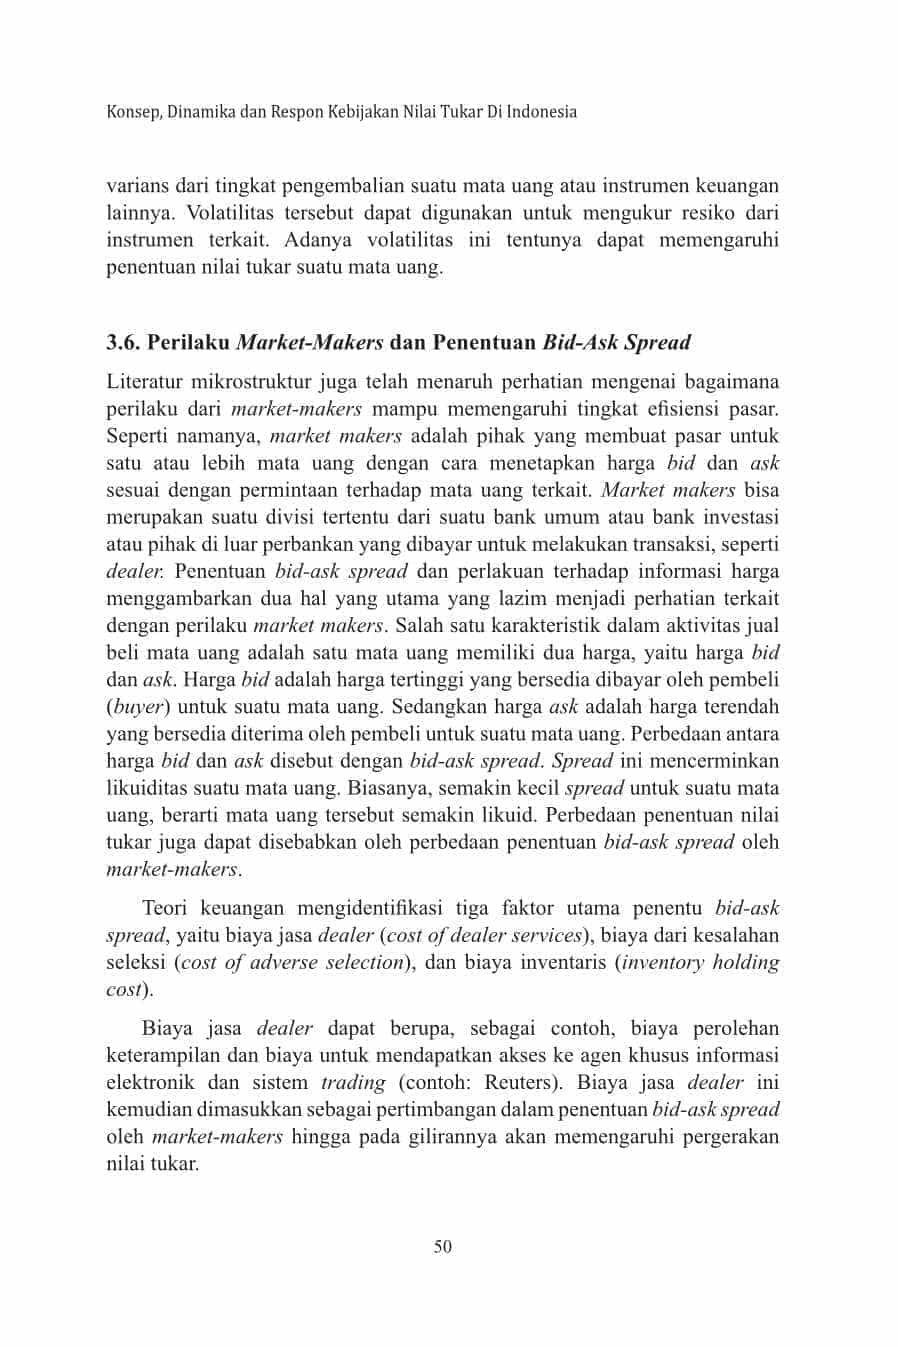 Konsep, Dinamika dan Respon Kebijakan Nilai Tukar Di Indonesia
varians dari tingkat pengembalian suatu mata uang atau instrumen keuangan
lainnya. Volatilitas tersebut dapat digunakan untuk mengukur resiko dari
instrumen terkait. Adanya volatilitas ini tentunya dapat memengaruhi
penentuan nilai tukar suatu mata uang.
3.6. Perilaku Market-Makers dan Penentuan Bid-Ask Spread
Literatur mikrostruktur juga telah menaruh perhatian mengenai bagaimana
perilaku dari market-makers mampu memengaruhi tingkat efisiensi pasar.
Seperti namanya, market makers adalah pihak yang membuat pasar untuk
satu atau lebih mata uang dengan cara menetapkan harga bid dan ask
sesuai dengan permintaan terhadap mata uang terkait. Market makers bisa
merupakan suatu divisi tertentu dari suatu bank umum atau bank investasi
atau pihak di luar perbankan yang dibayar untuk melakukan transaksi, seperti
dealer. Penentuan bid-ask spread dan perlakuan terhadap informasi harga
menggambarkan dua hal yang utama yang lazim menjadi perhatian terkait
dengan perilaku market makers. Salah satu karakteristik dalam aktivitas jual
beli mata uang adalah satu mata uang memiliki dua harga, yaitu harga bid
dan ask. Harga bid adalah harga tertinggi yang bersedia dibayar oleh pembeli
(buyer) untuk suatu mata uang. Sedangkan harga ask adalah harga terendah
yang bersedia diterima oleh pembeli untuk suatu mata uang. Perbedaan antara
harga bid dan ask disebut dengan bid-ask spread. Spread ini mencerminkan
likuiditas suatu mata uang. Biasanya, semakin kecil spread untuk suatu mata
uang, berarti mata uang tersebut semakin likuid. Perbedaan penentuan nilai
tukar juga dapat disebabkan oleh perbedaan penentuan bid-ask spread oleh
market-makers.
Teori keuangan mengidentifikasi tiga faktor utama penentu bid-ask
spread, yaitu biaya jasa dealer (cost of dealer services), biaya dari kesalahan
seleksi (cost of adverse selection), dan biaya inventaris (inventory holding
cost).
Biaya jasa dealer dapat berupa, sebagai contoh, biaya perolehan
keterampilan dan biaya untuk mendapatkan akses ke agen khusus informasi
elektronik dan sistem trading (contoh: Reuters). Biaya jasa dealer ini
kemudian dimasukkan sebagai pertimbangan dalam penentuan bid-ask spread
oleh market-makers hingga pada gilirannya akan memengaruhi pergerakan
nilai tukar.
50